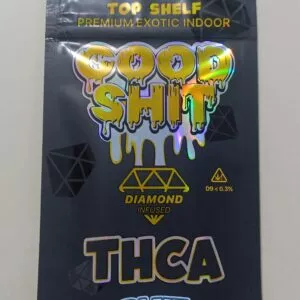 TOP SHELF
PREMIUM EXOTIC INDOOR
GOOD
SHIT
DIAMOND
INFUSED
D9 < 0.3%
THCA